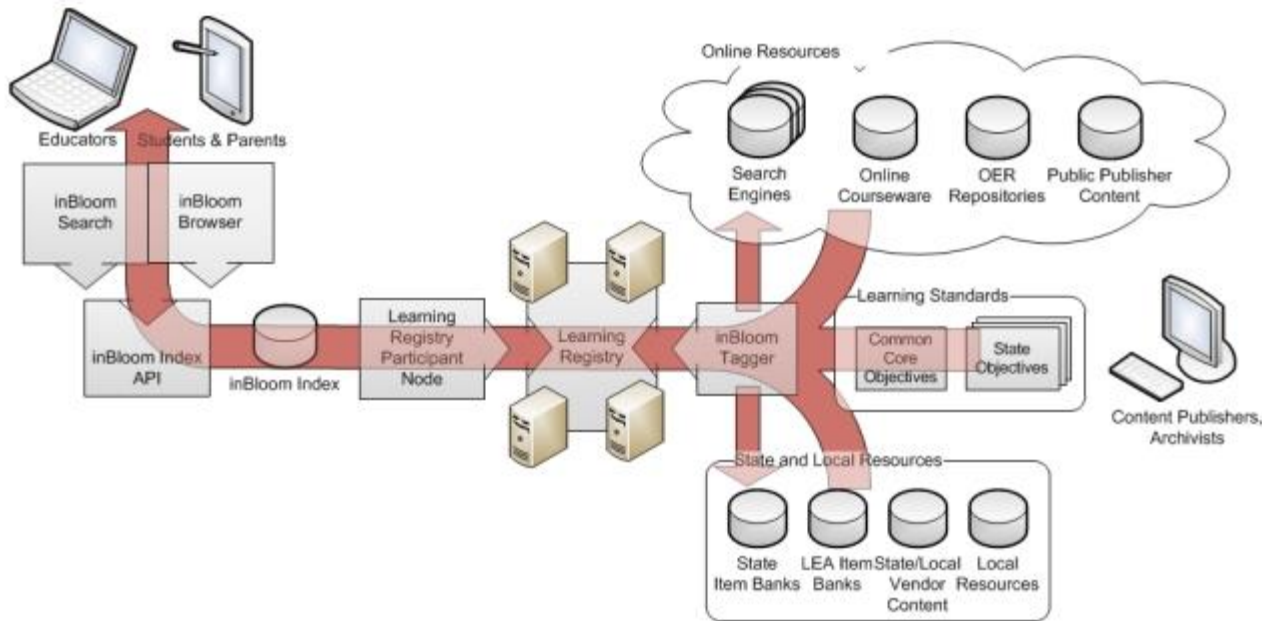 Online Resources
Educators
Students & Parents
Search
Engines
Online
Courseware
OER
Repositories
Public Publisher
Content
inBloom
Search
inBloom
Browser
Learning Standards
inBloom Index
API
inBloom Index
Learning
Registry
Participant
Node
Learning
Registry
inBloom
Tagger
Common
Core
Objectives
State
Objectives
Content Publishers,
Archivists
State and Local Resources
State
Item Banks
LEA Item
Banks
State/Local
Vendor
Content
Local
Resources